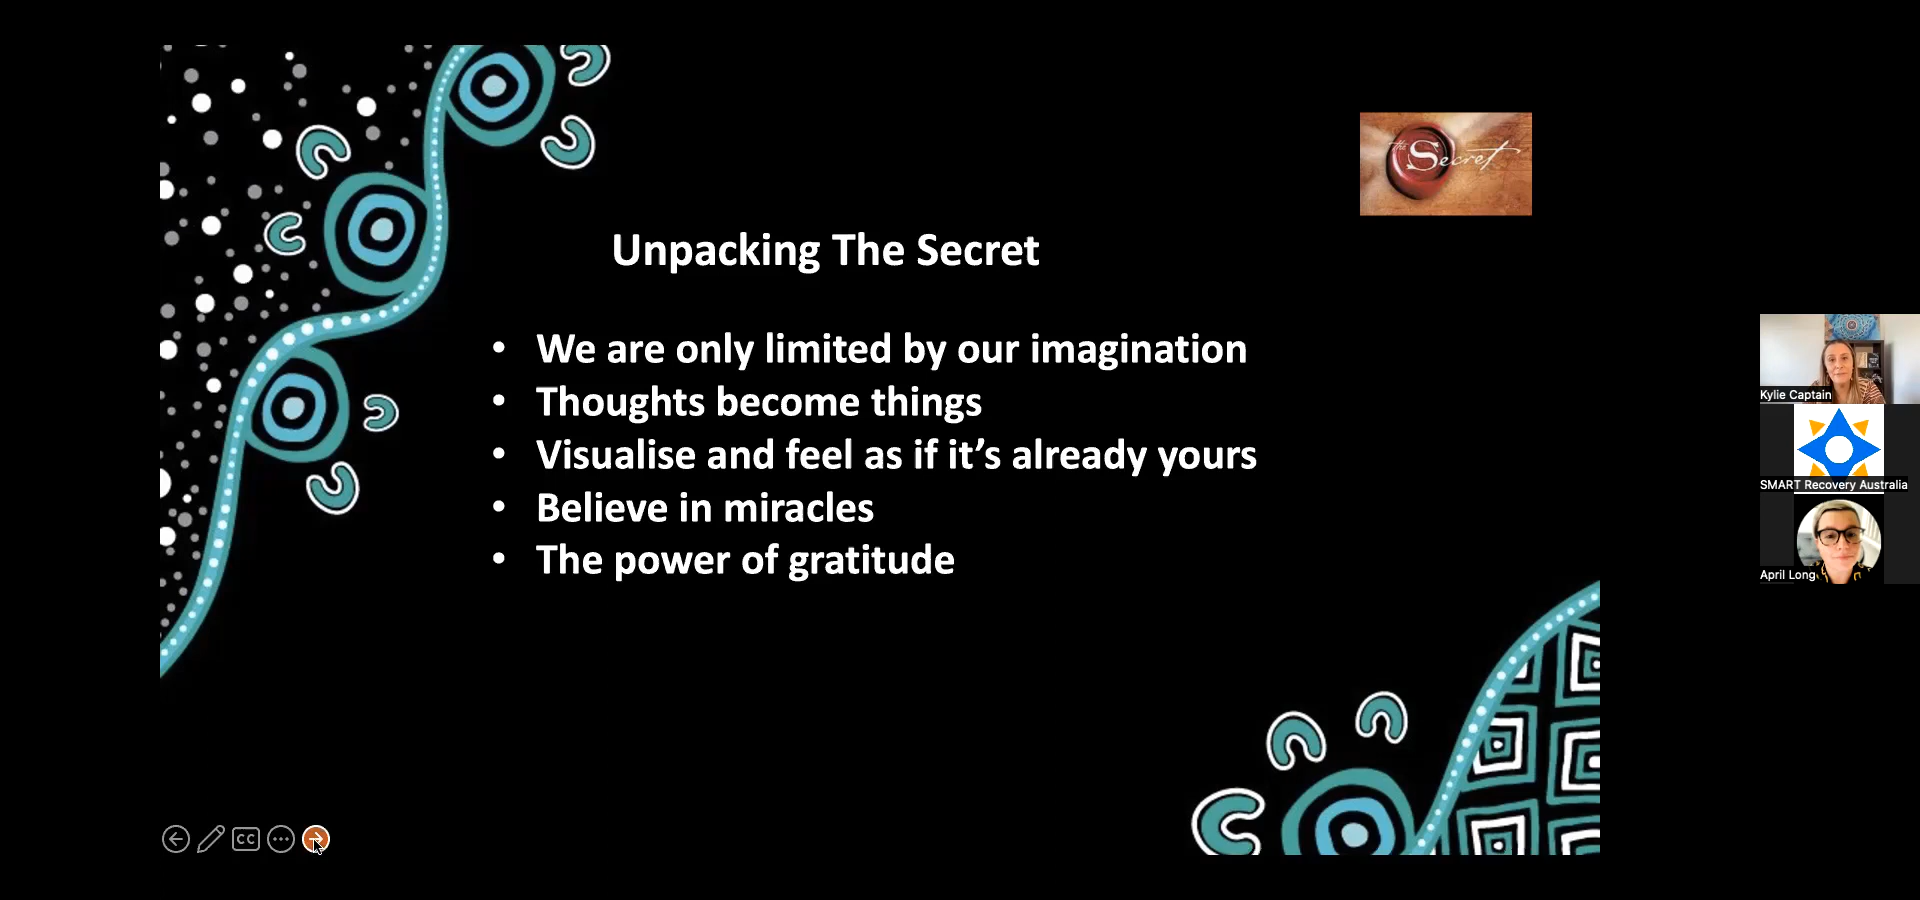 the Secret
Unpacking The Secret
• We are only limited by our imagination
• Thoughts become things
• Visualise and feel as if it’s already yours
• Believe in miracles
• The power of gratitude
Kylie Captain
SMART Recovery Australia
April Long
CC